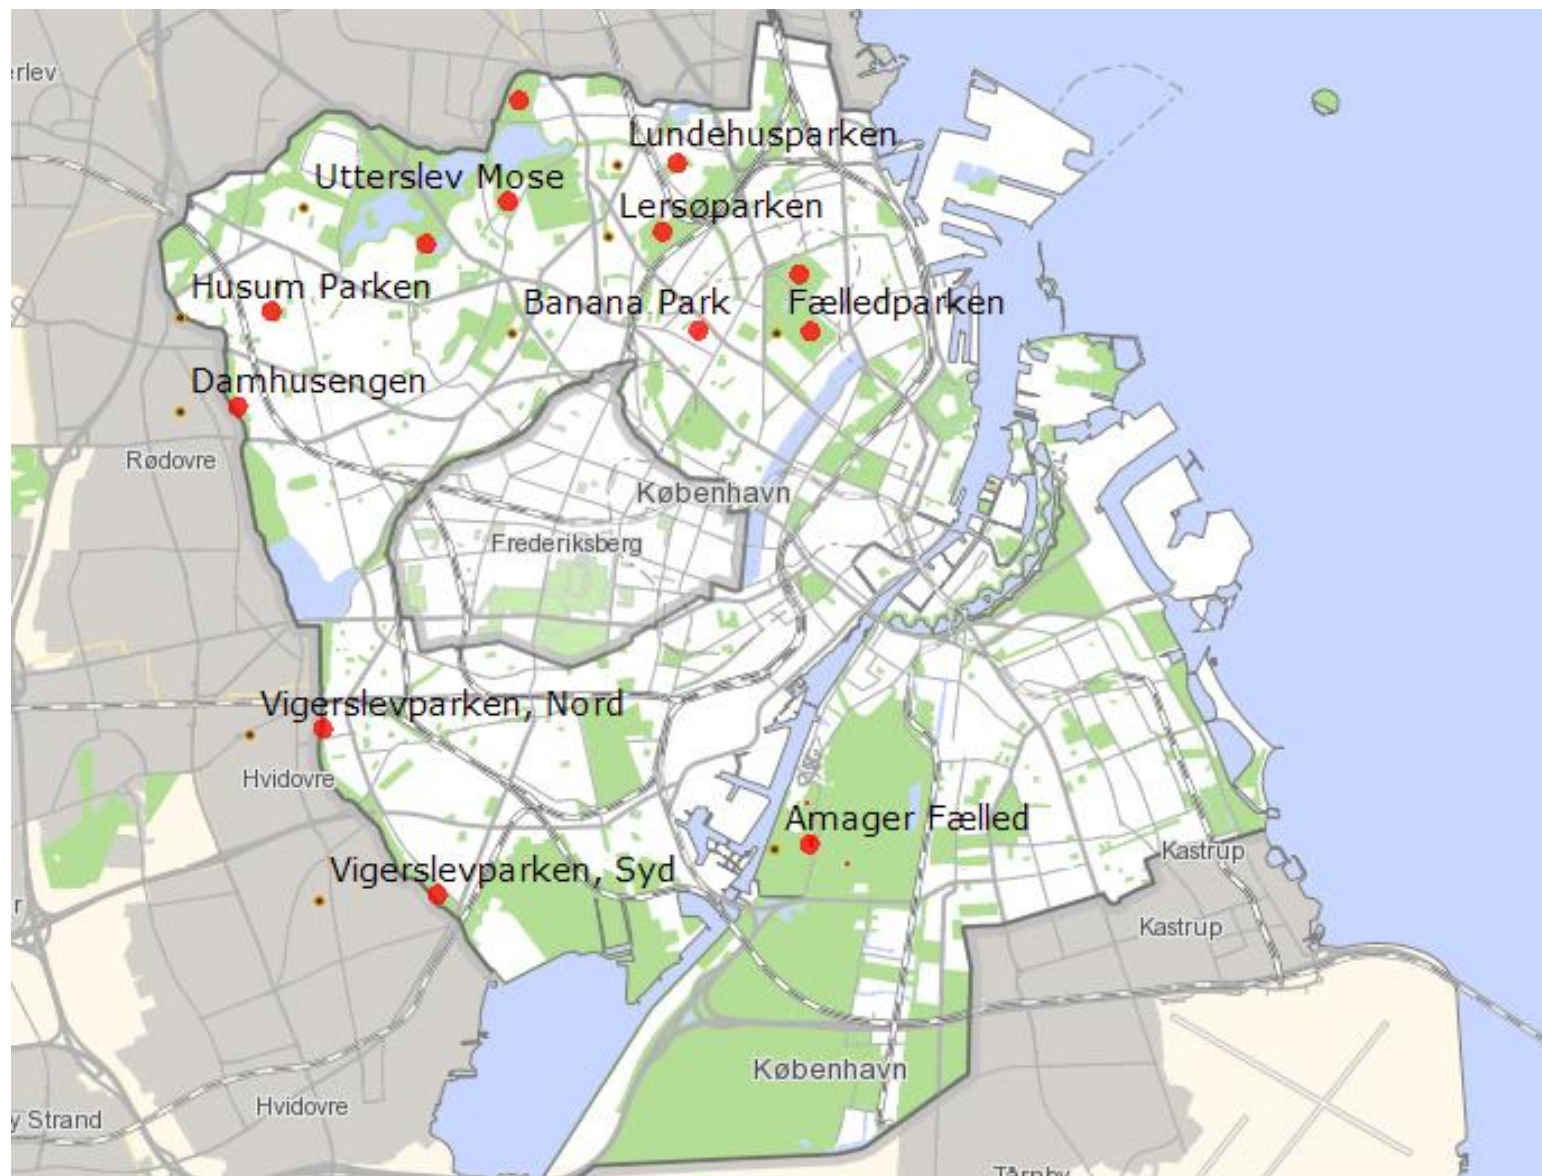 erlev
Lundehusparken
Utterslev Mose
Lersøparken
Husum Parken
Banana Park
Fælledparken
Damhusengen
Rødovre
København
Frederiksberg
Vigerslevparken, Nord
Hvidovre
Amager Fælled
Kastrup
Vigerslevparken, Syd
r
Kastrup
København
Hvidovre
y Strand
Tårnby